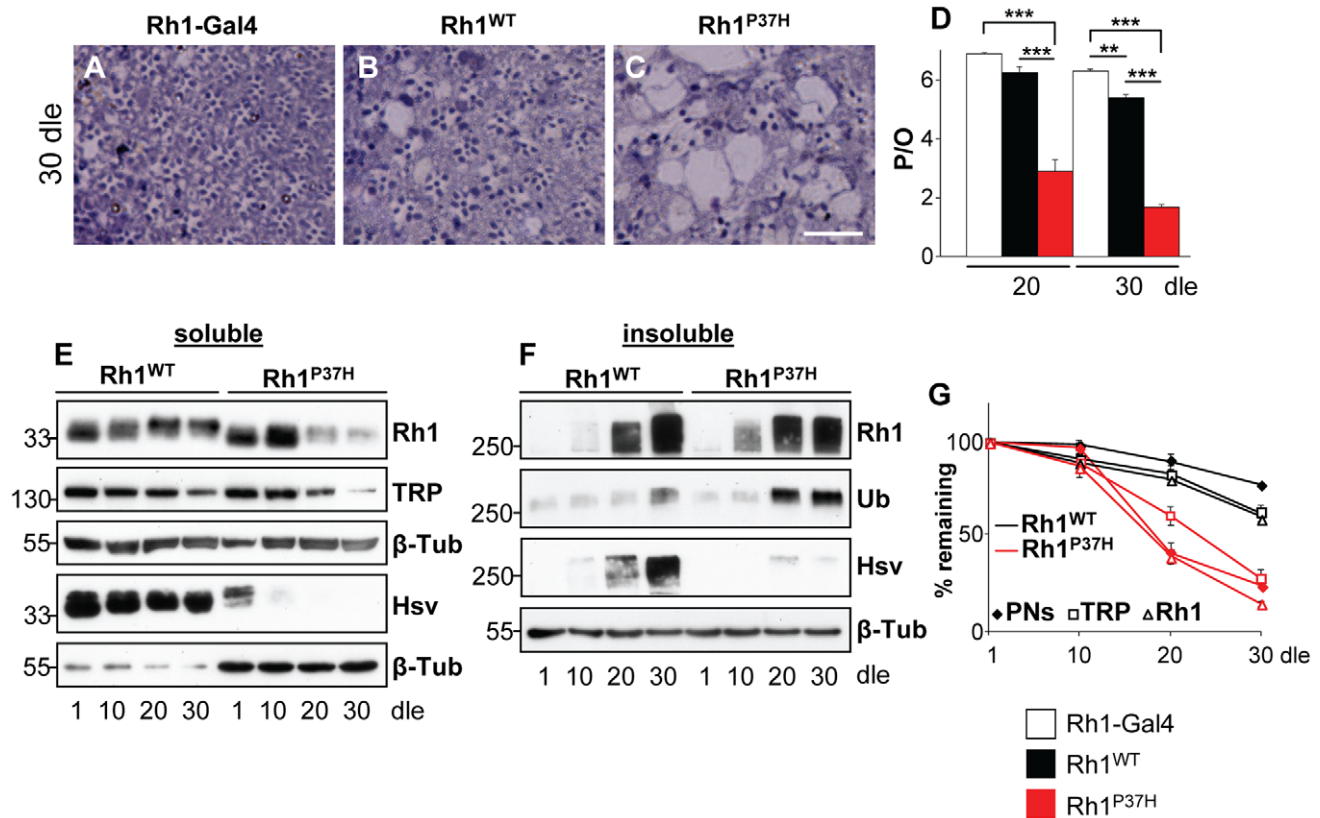 Rh1-Gal4 Rh1ᵂᵀ Rh1ᴾ³⁷ᴴ
30 dle
A B C
D
P/O
***
***
***
**
***
6
4
2
0
20 30 dle
E soluble
Rh1ᵂᵀ Rh1ᴾ³⁷ᴴ
33 Rh1
130 TRP
55 β-Tub
33 Hsv
55 β-Tub
1 10 20 30 1 10 20 30 dle
F insoluble
Rh1ᵂᵀ Rh1ᴾ³⁷ᴴ
250 Rh1
250 Ub
250 Hsv
55 β-Tub
1 10 20 30 1 10 20 30 dle
G
% remaining
100
50
0
Rh1ᵂᵀ
Rh1ᴾ³⁷ᴴ
PNs TRP Rh1
1 10 20 30 dle
Rh1-Gal4
Rh1ᵂᵀ
Rh1ᴾ³⁷ᴴ